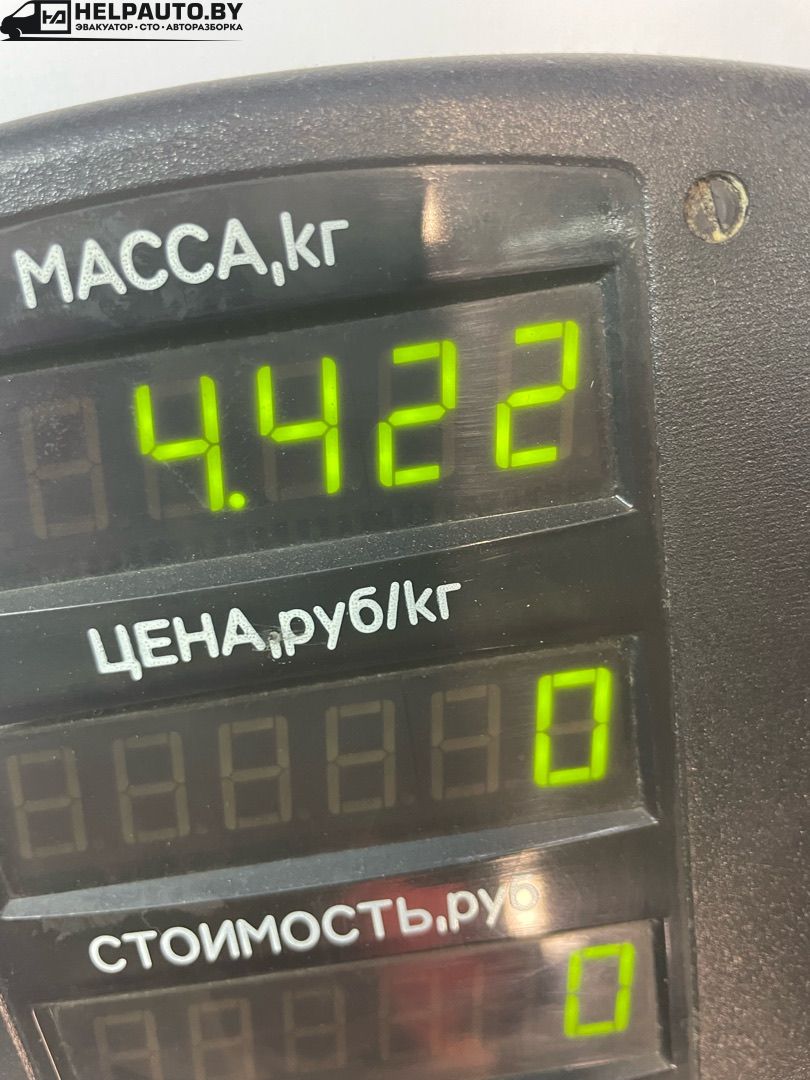 HELPAUTO.BY
ЭВАКУАТОР • СТО • АВТОРАЗБОРКА
МАССА,кг
4.422
ЦЕНА,руб/кг
0
СТОИМОСТЬ,руб
0